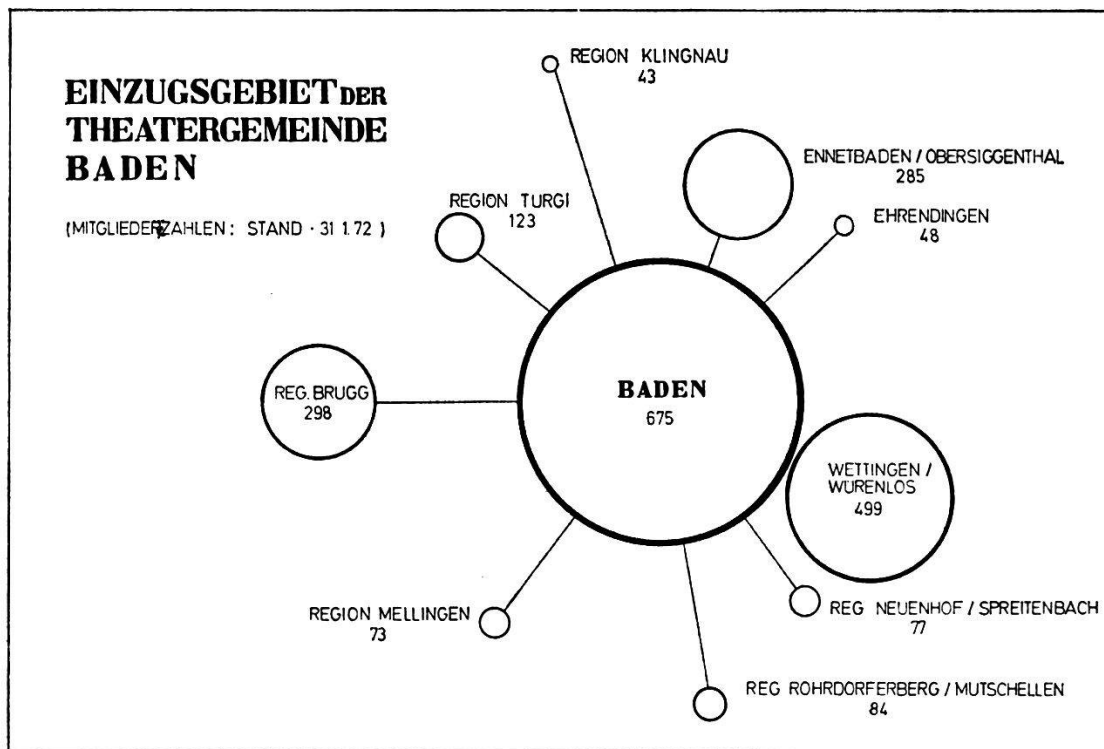 EINZUGSGEBIET DER
THEATERGEMEINDE
BADEN
(MITGLIEDERZAHLEN: STAND · 31 1.72 )
REGION KLINGNAU
43
ENNETBADEN / OBERSIGGENTHAL
285
REGION TURGI
123
EHRENDINGEN
48
REG. BRUGG
298
BADEN
675
WETTINGEN /
WÜRENLOS
499
REGION MELLINGEN
73
REG NEUENHOF / SPREITENBACH
77
REG ROHRDORFERBERG / MUTSCHELLEN
84